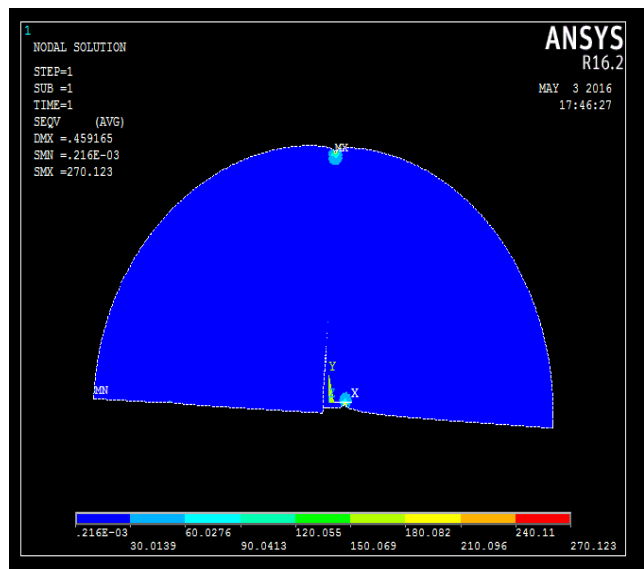 1
NODAL SOLUTION
STEP=1
SUB =1
TIME=1
SEQV (AVG)
DMX =.459165
SMN =.216E-03
SMX =270.123
ANSYS
R16.2
MAY 3 2016
17:46:27
MX
MN
Y
X
.216E-03 60.0276 120.055 180.082 240.11
30.0139 90.0413 150.069 210.096 270.123